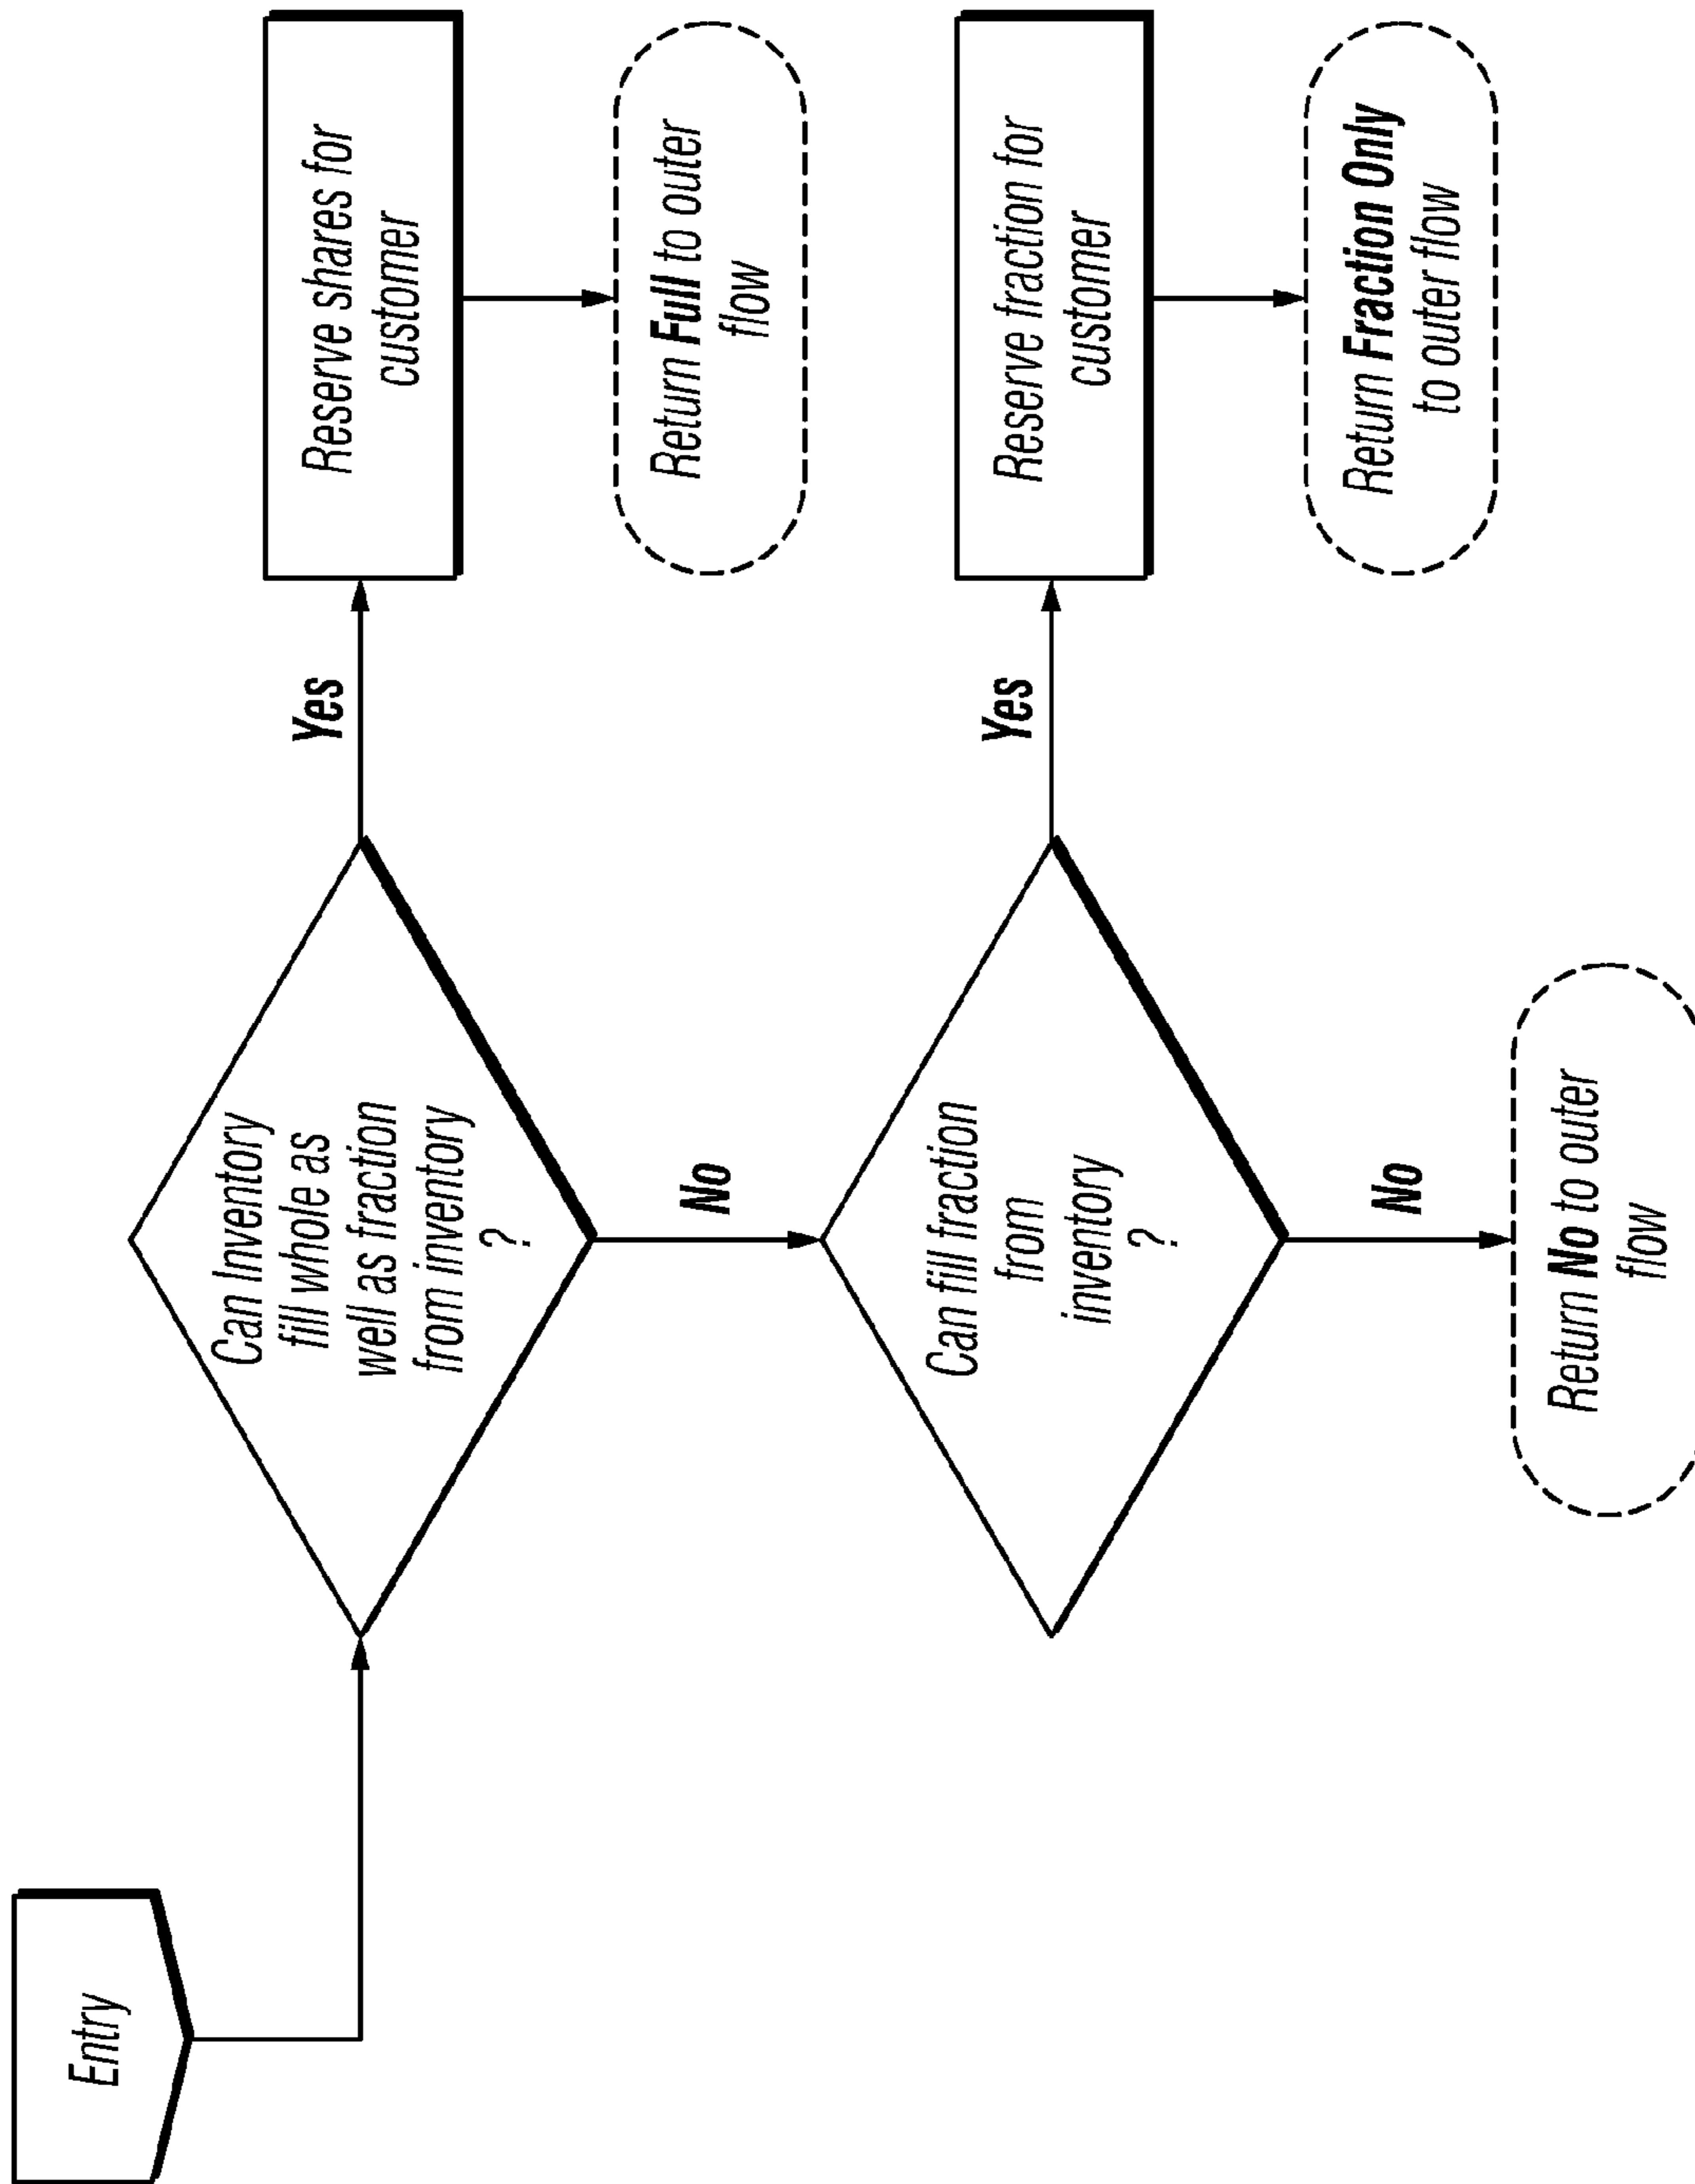 Entry
Can Inventory
fill whole as
well as fraction
from inventory
?
Yes
Reserve shares for
customer
Return Full to outer
flow
No
Can fill fraction
from
inventory
?
Yes
Reserve fraction for
customer
Return Fraction Only
to outer flow
No
Return No to outer
flow